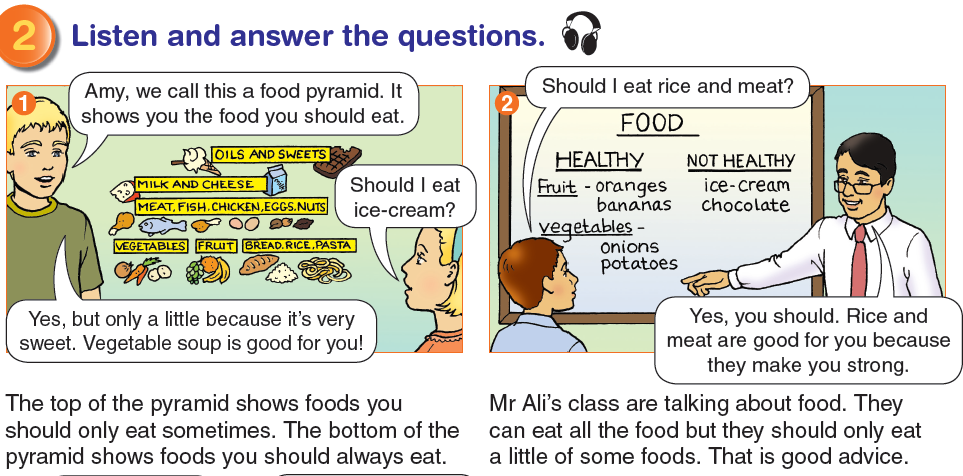 2 Listen and answer the questions.
1
Amy, we call this a food pyramid. It
shows you the food you should eat.
OILS AND SWEETS
MILK AND CHEESE
MEAT, FISH, CHICKEN, EGGS, NUTS
VEGETABLES FRUIT BREAD, RICE, PASTA
Should I eat
ice-cream?
Yes, but only a little because it's very
sweet. Vegetable soup is good for you!
The top of the pyramid shows foods you
should only eat sometimes. The bottom of the
pyramid shows foods you should always eat.
2
Should I eat rice and meat?
FOOD
HEALTHY
Fruit - oranges
bananas
vegetables -
onions
potatoes
NOT HEALTHY
ice-cream
chocolate
Yes, you should. Rice and
meat are good for you because
they make you strong.
Mr Ali's class are talking about food. They
can eat all the food but they should only eat
a little of some foods. That is good advice.